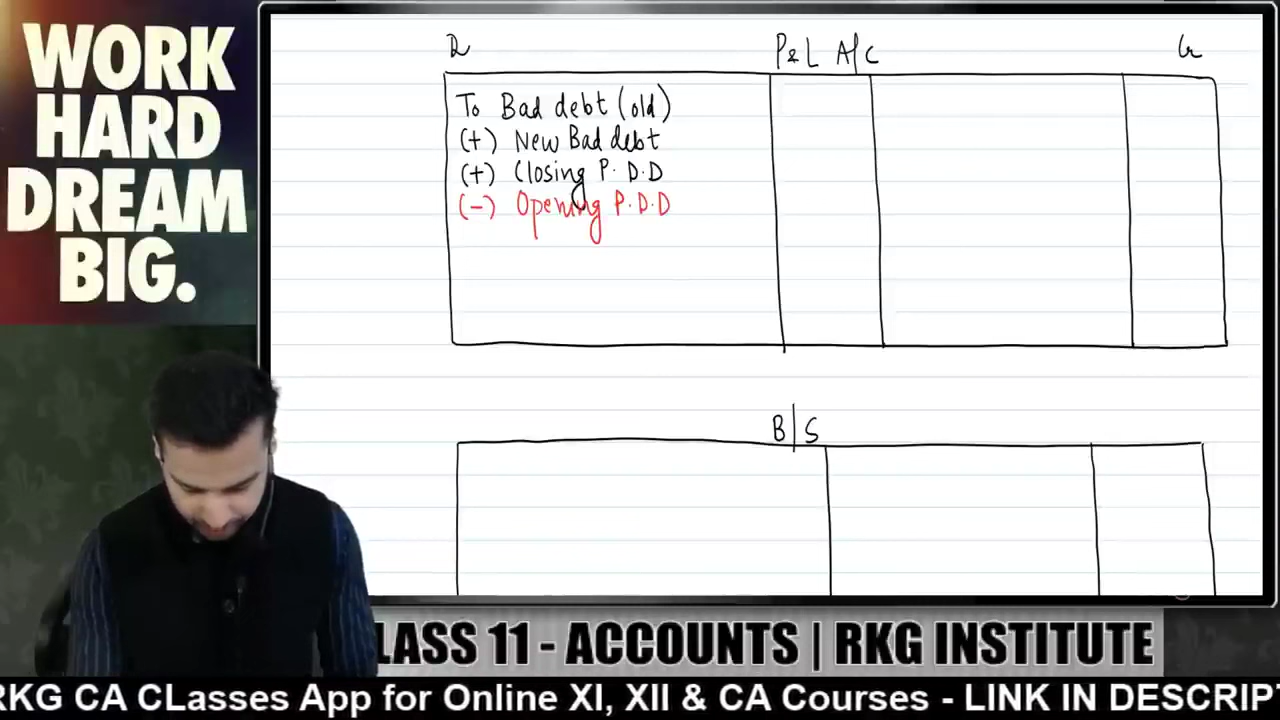 WORK
HARD
DREAM
BIG.
Dr P & L A/C Cr
To Bad debt (old)
(+) New Bad debt
(+) Closing P. D.D
(-) Opening P.D.D
B/S
LASS 11 - ACCOUNTS | RKG INSTITUTE
RKG CA CLasses App for Online XI, XII & CA Courses - LINK IN DESCRIPT